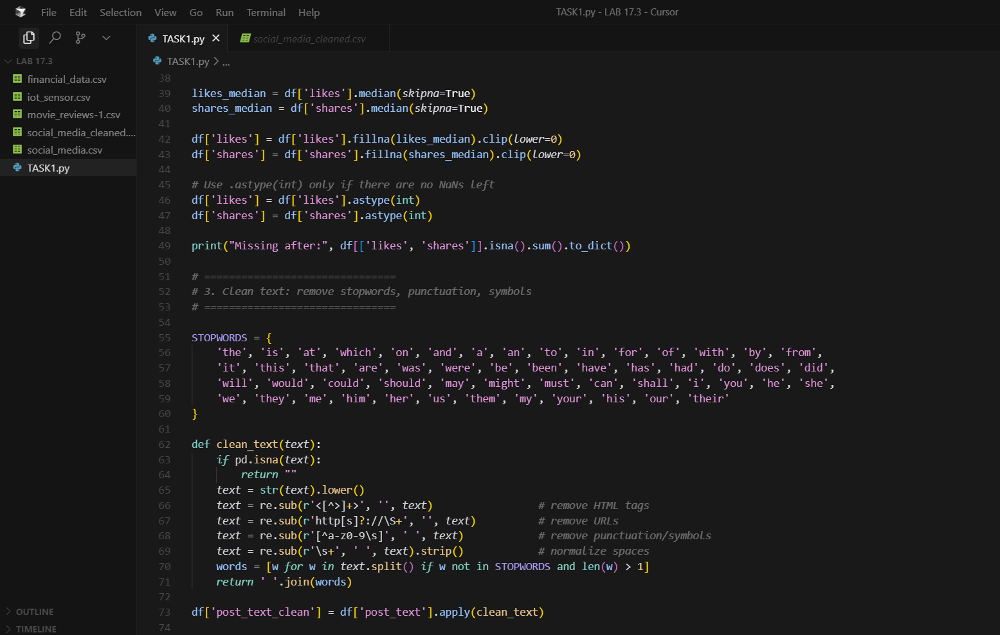 File Edit Selection View Go Run Terminal Help
TASK1.py - LAB 17.3 - Cursor
TASK1.py
social_media_cleaned.csv
LAB 17.3
financial_data.csv
iot_sensor.csv
movie_reviews-1.csv
social_media_cleaned....
social_media.csv
TASK1.py
OUTLINE
TIMELINE
TASK1.py > ...
38
39 likes_median = df['likes'].median(skipna=True)
40 shares_median = df['shares'].median(skipna=True)
41
42 df['likes'] = df['likes'].fillna(likes_median).clip(lower=0)
43 df['shares'] = df['shares'].fillna(shares_median).clip(lower=0)
44
45 # Use .astype(int) only if there are no NaNs left
46 df['likes'] = df['likes'].astype(int)
47 df['shares'] = df['shares'].astype(int)
48
49 print("Missing after:", df[['likes', 'shares']].isna().sum().to_dict())
50
51 # ===============================
52 # 3. Clean text: remove stopwords, punctuation, symbols
53 # ===============================
54
55 STOPWORDS = {
56     'the', 'is', 'at', 'which', 'on', 'and', 'a', 'an', 'to', 'in', 'for', 'of', 'with', 'by', 'from',
57     'it', 'this', 'that', 'are', 'was', 'were', 'be', 'been', 'have', 'has', 'had', 'do', 'does', 'did',
58     'will', 'would', 'could', 'should', 'may', 'might', 'must', 'can', 'shall', 'i', 'you', 'he', 'she',
59     'we', 'they', 'me', 'him', 'her', 'us', 'them', 'my', 'your', 'his', 'our', 'their'
60 }
61
62 def clean_text(text):
63     if pd.isna(text):
64         return ""
65     text = str(text).lower()
66     text = re.sub(r'<[^>]+>', '', text)                 # remove HTML tags
67     text = re.sub(r'http[s]?://\S+', '', text)          # remove URLs
68     text = re.sub(r'[^a-z0-9\s]', ' ', text)            # remove punctuation/symbols
69     text = re.sub(r'\s+', ' ', text).strip()            # normalize spaces
70     words = [w for w in text.split() if w not in STOPWORDS and len(w) > 1]
71     return ' '.join(words)
72
73 df['post_text_clean'] = df['post_text'].apply(clean_text)
74